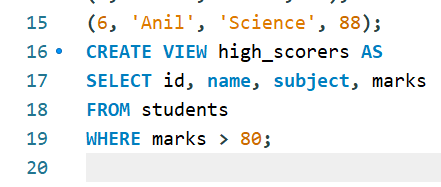 15 (6, 'Anil', 'Science', 88);
16 CREATE VIEW high_scorers AS
17 SELECT id, name, subject, marks
18 FROM students
19 WHERE marks > 80;
20